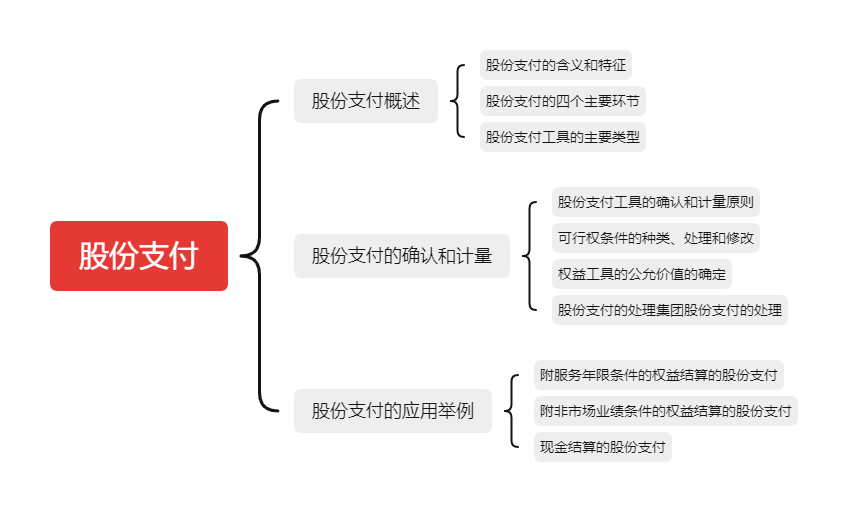 股份支付
股份支付概述
股份支付的含义和特征
股份支付的四个主要环节
股份支付工具的主要类型
股份支付的确认和计量
股份支付工具的确认和计量原则
可行权条件的种类、处理和修改
权益工具的公允价值的确定
股份支付的处理集团股份支付的处理
股份支付的应用举例
附服务年限条件的权益结算的股份支付
附非市场业绩条件的权益结算的股份支付
现金结算的股份支付